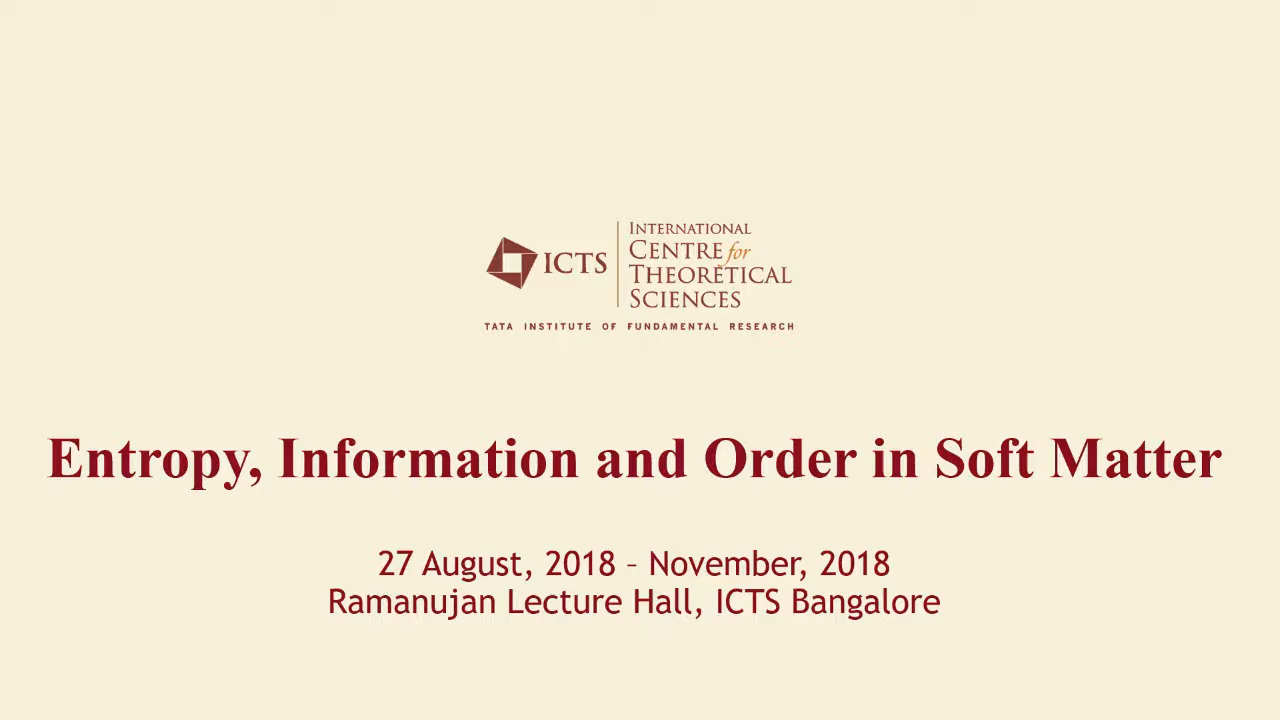 ICTS
INTERNATIONAL
CENTRE for
THEORETICAL
SCIENCES
TATA INSTITUTE OF FUNDAMENTAL RESEARCH
Entropy, Information and Order in Soft Matter
27 August, 2018 – November, 2018
Ramanujan Lecture Hall, ICTS Bangalore